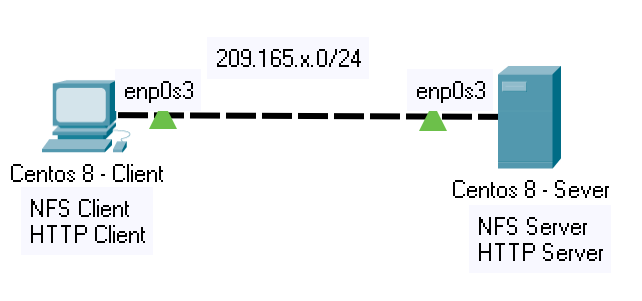 209.165.x.0/24
enp0s3
enp0s3
Centos 8 - Client
NFS Client
HTTP Client
Centos 8 - Sever
NFS Server
HTTP Server